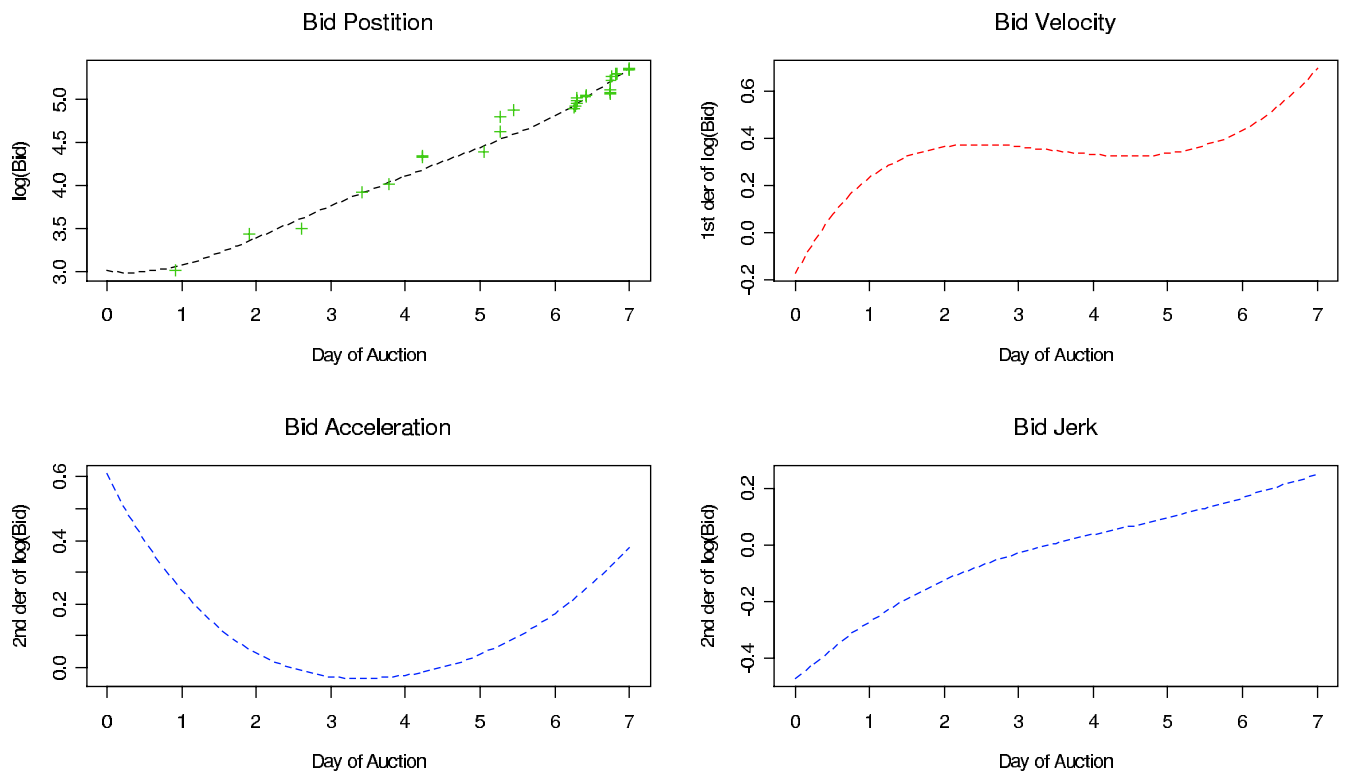 Bid Postition
log(Bid)
3.0 3.5 4.0 4.5 5.0
0 1 2 3 4 5 6 7
Day of Auction
Bid Velocity
1st der of log(Bid)
-0.2 0.0 0.2 0.4 0.6
0 1 2 3 4 5 6 7
Day of Auction
Bid Acceleration
2nd der of log(Bid)
0.0 0.2 0.4 0.6
0 1 2 3 4 5 6 7
Day of Auction
Bid Jerk
2nd der of log(Bid)
-0.4 -0.2 0.0 0.2
0 1 2 3 4 5 6 7
Day of Auction